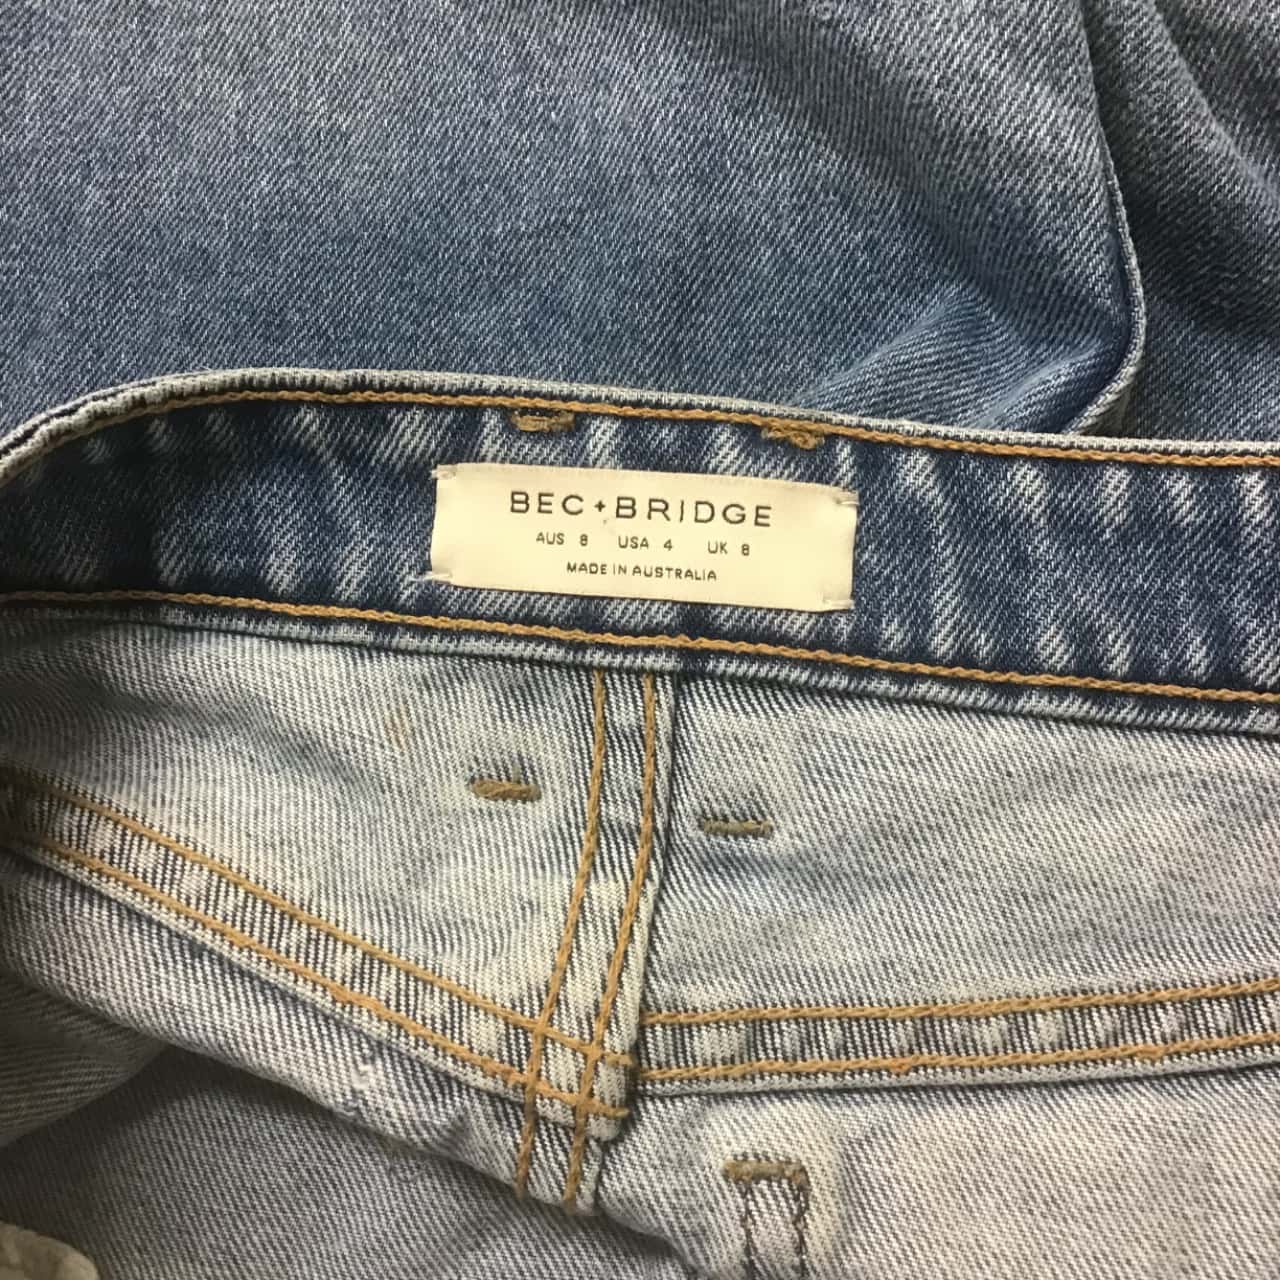 BEC+BRIDGE
AUS 8 USA 4 UK 8
MADE IN AUSTRALIA